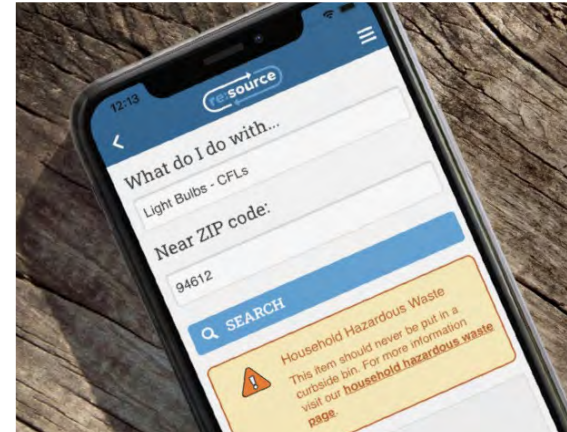 12:13
re:source
What do I do with...
Light Bulbs - CFLs
Near ZIP code:
94612
SEARCH
Household Hazardous Waste
This item should never be put in a
curbside bin. For more information
visit our household hazardous waste
page.